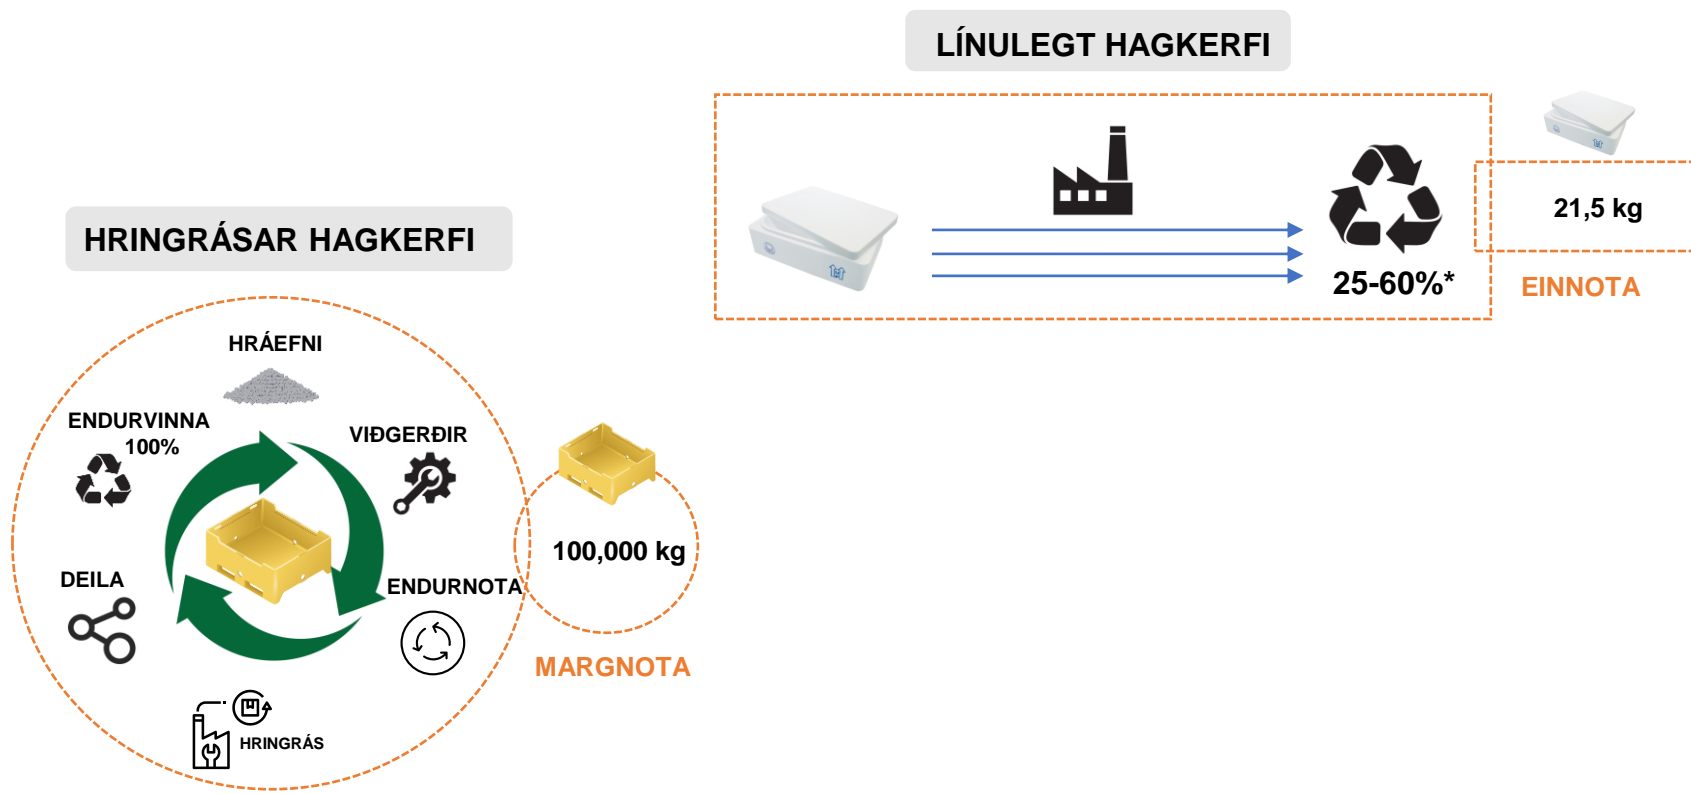 LÍNULEGT HAGKERFI
21,5 kg
25-60%*
EINNOTA
HRINGRÁSAR HAGKERFI
HRÁEFNI
ENDURVINNA
100%
VIÐGERÐIR
100,000 kg
DEILA
ENDURNOTA
MARGNOTA
HRINGRÁS